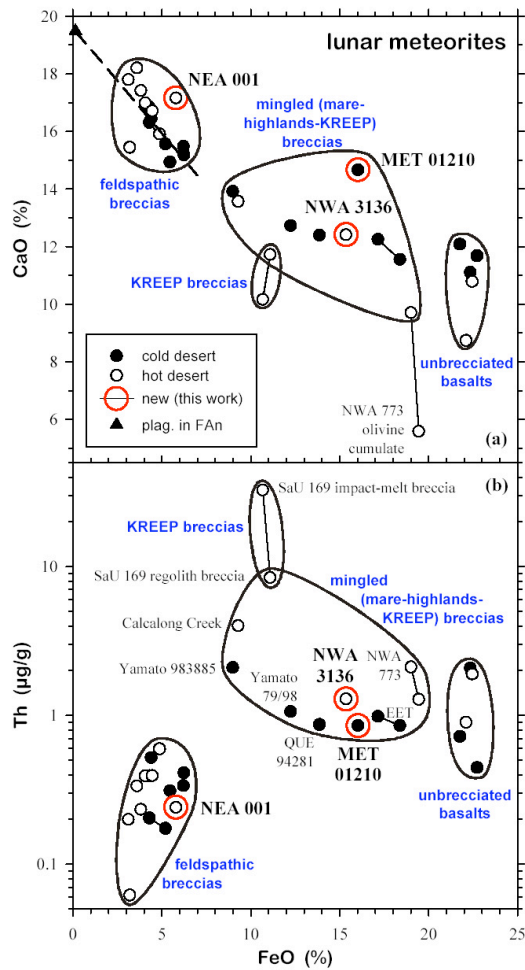 lunar meteorites
20
18
16
14
12
10
8
6
CaO (%)
NEA 001
mingled (mare-
highlands-KREEP)
breccias
MET 01210
NWA 3136
feldspathic
breccias
KREEP breccias
unbrecciated
basalts
cold desert
hot desert
new (this work)
plag. in FAn
NWA 773
olivine
cumulate
(a)
(b)
SaU 169 impact-melt breccia
KREEP breccias
SaU 169 regolith breccia
mingled
(mare-highlands-
KREEP) breccias
Calcalong Creek
NWA
3136
NWA
773
Yamato 983885
Yamato
79/98
EET
QUE
94281
MET
01210
NEA 001
unbrecciated
basalts
feldspathic
breccias
10
1
0.1
Th (µg/g)
0
5
10
15
20
25
FeO (%)